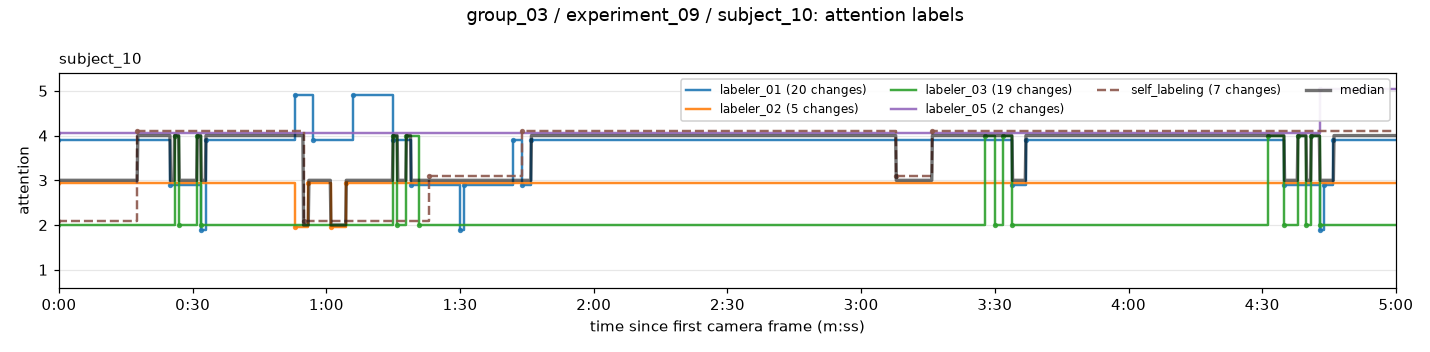 group_03 / experiment_09 / subject_10: attention labels
subject_10
labeler_01 (20 changes)
labeler_02 (5 changes)
labeler_03 (19 changes)
labeler_05 (2 changes)
self_labeling (7 changes)
median
attention
5
4
3
2
1
0:00 0:30 1:00 1:30 2:00 2:30 3:00 3:30 4:00 4:30 5:00
time since first camera frame (m:ss)